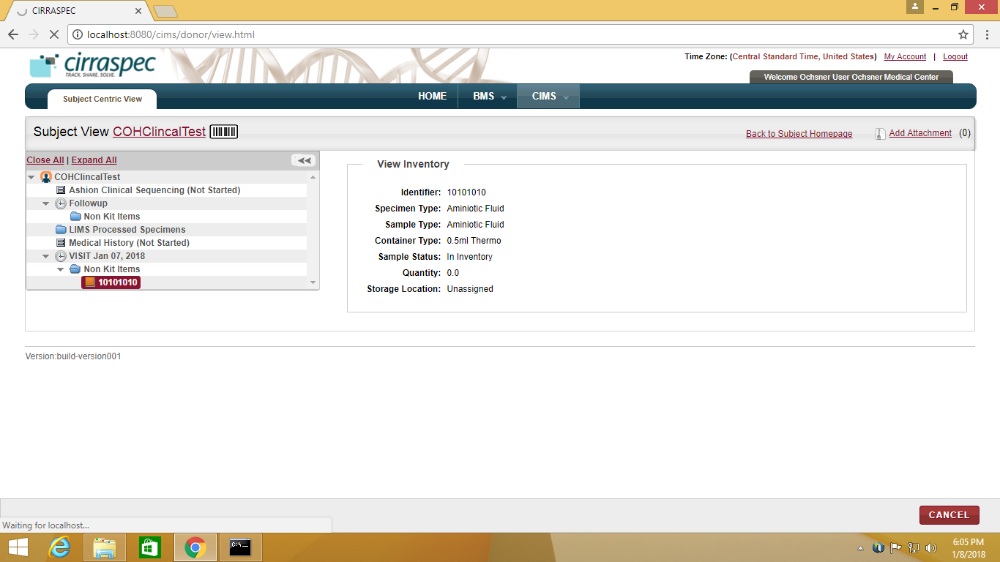 CIRRASPEC
localhost:8080/cims/donor/view.html
cirraspec
TRACK. SHARE. SOLVE.
Time Zone: (Central Standard Time, United States) My Account | Logout
Welcome Ochsner User Ochsner Medical Center
Subject Centric View
HOME BMS CIMS
Subject View COHClincalTest
Back to Subject Homepage Add Attachment (0)
Close All | Expand All
COHClincalTest
Ashion Clinical Sequencing (Not Started)
Followup
Non Kit Items
LIMS Processed Specimens
Medical History (Not Started)
VISIT Jan 07, 2018
Non Kit Items
10101010
View Inventory
Identifier: 10101010
Specimen Type: Aminiotic Fluid
Sample Type: Aminiotic Fluid
Container Type: 0.5ml Thermo
Sample Status: In Inventory
Quantity: 0.0
Storage Location: Unassigned
Version:build-version001
CANCEL
Waiting for localhost...
C:\.
6:05 PM
1/8/2018